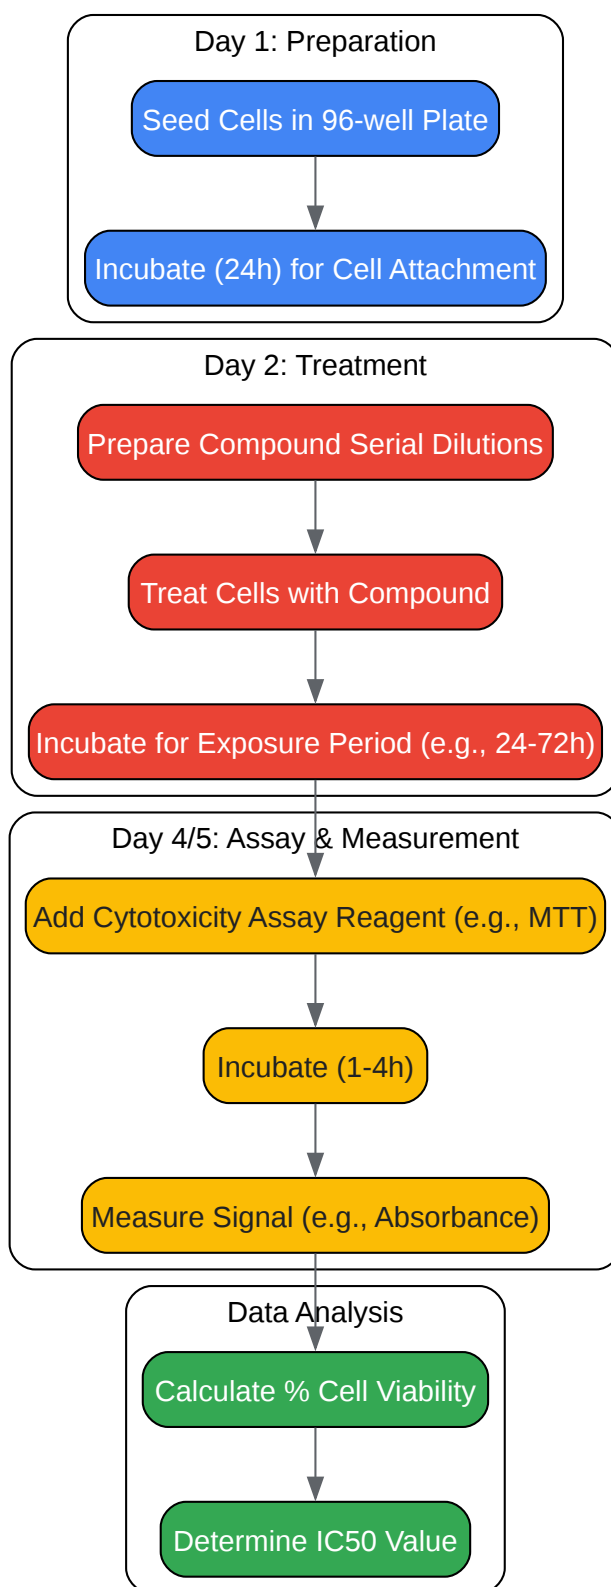 Day 1: Preparation
Seed Cells in 96-well Plate
Incubate (24h) for Cell Attachment
Day 2: Treatment
Prepare Compound Serial Dilutions
Treat Cells with Compound
Incubate for Exposure Period (e.g., 24-72h)
Day 4/5: Assay & Measurement
Add Cytotoxicity Assay Reagent (e.g., MTT)
Incubate (1-4h)
Measure Signal (e.g., Absorbance)
Data Analysis
Calculate % Cell Viability
Determine IC50 Value